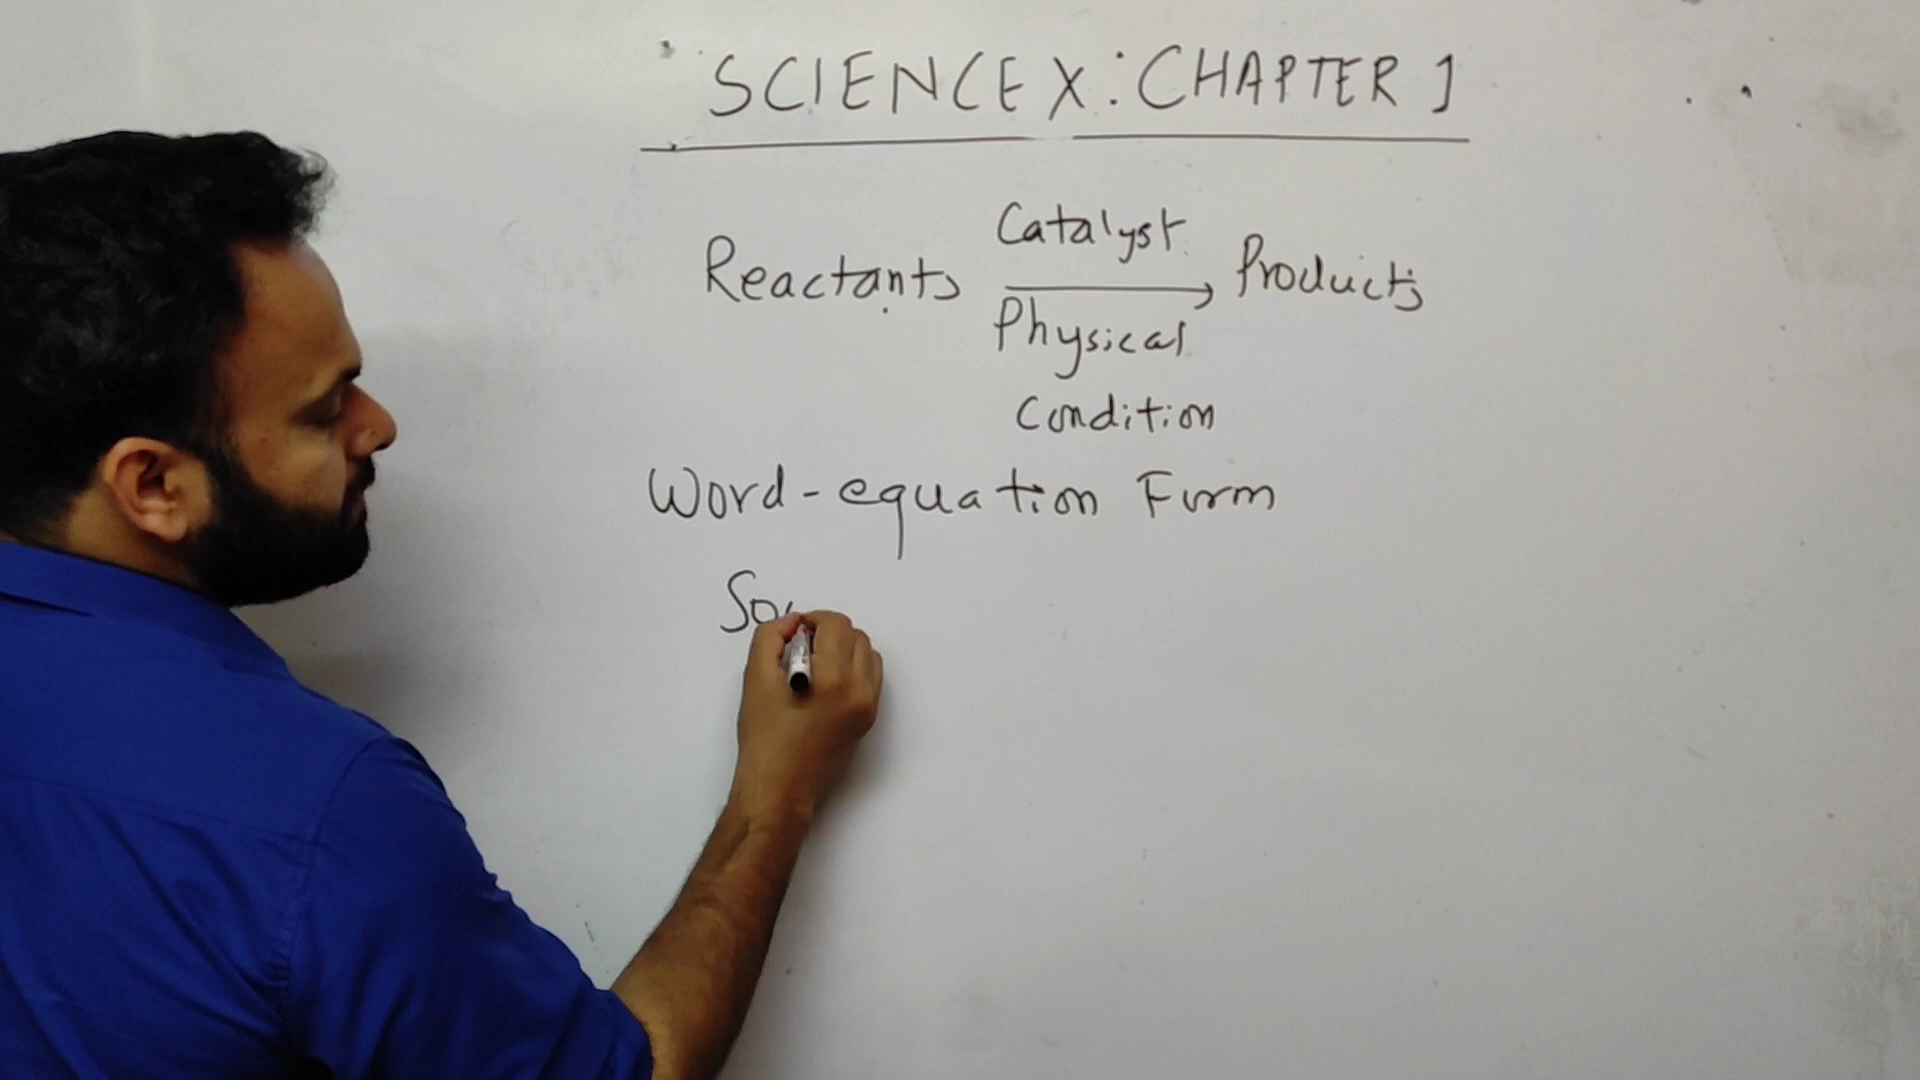 SCIENCE X: CHAPTER 1
Catalyst
Reactants → Products
Physical
Condition
Word-equation Form